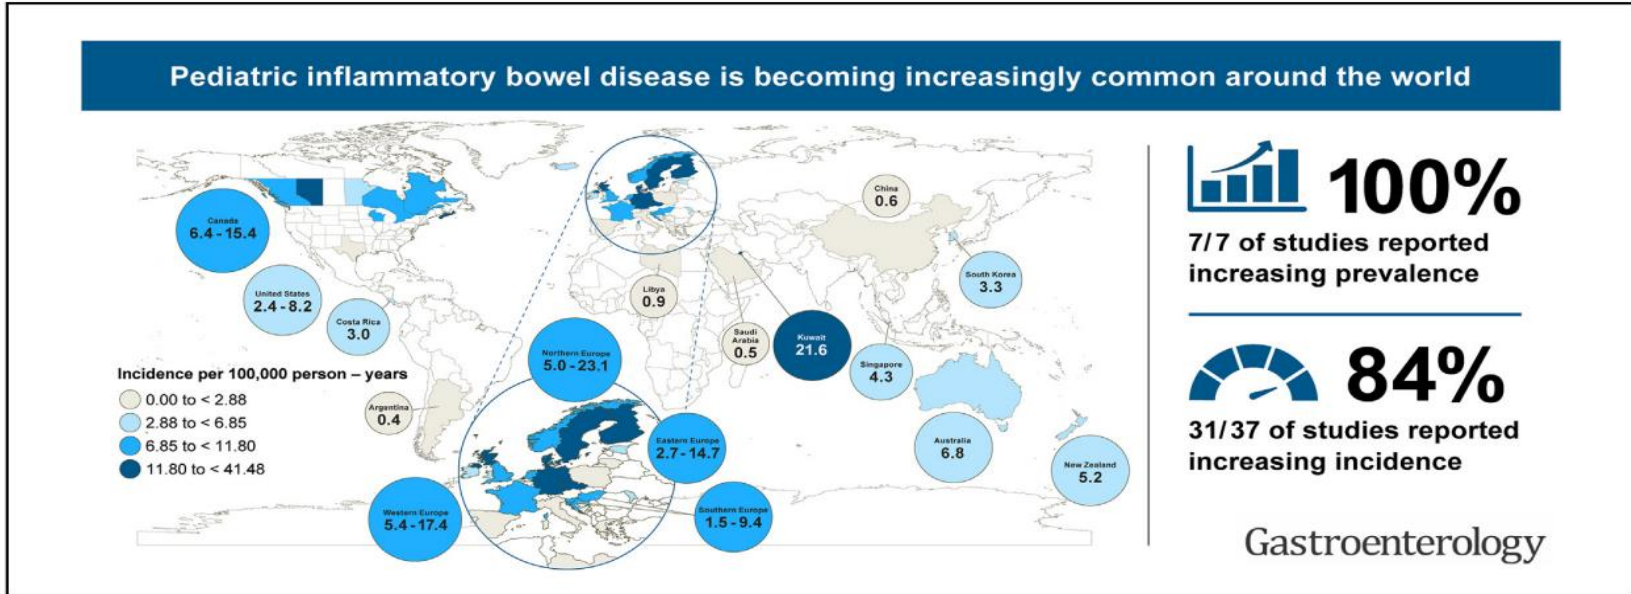 Pediatric inflammatory bowel disease is becoming increasingly common around the world
Canada
6.4 - 15.4
United States
2.4 - 8.2
Costa Rica
3.0
Incidence per 100,000 person – years
0.00 to < 2.88
2.88 to < 6.85
6.85 to < 11.80
11.80 to < 41.48
Argentina
0.4
Northern Europe
5.0 - 23.1
Western Europe
5.4 - 17.4
Eastern Europe
2.7 - 14.7
Southern Europe
1.5 - 9.4
Libya
0.9
Saudi
Arabia
0.5
Kuwait
21.6
China
0.6
South Korea
3.3
Singapore
4.3
Australia
6.8
New Zealand
5.2
100%
7/7 of studies reported
increasing prevalence
84%
31/37 of studies reported
increasing incidence
Gastroenterology